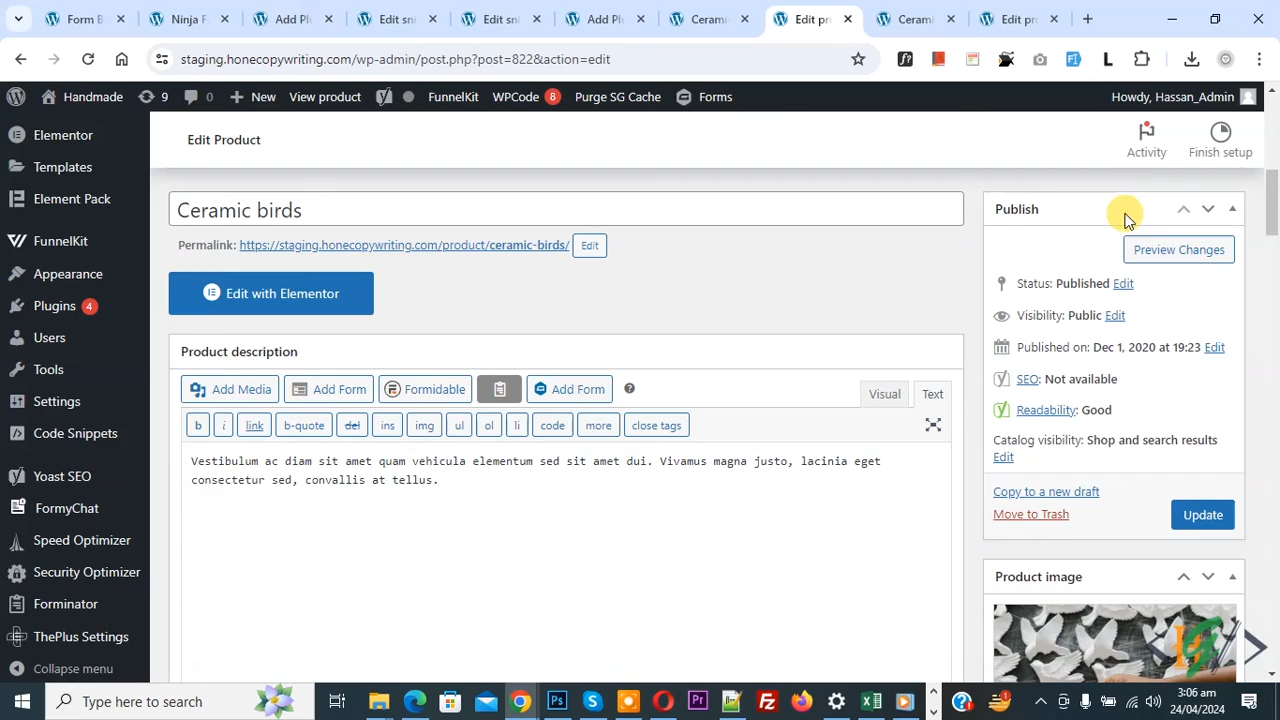 Form B
Ninja F
Add Plu
Edit sni
Edit sni
Add Plu
Cerami
Edit pro
Cerami
Edit pro
staging.honecopywriting.com/wp-admin/post.php?post=822&action=edit
Handmade 9 0 New View product FunnelKit WPCode 8 Purge SG Cache Forms Howdy, Hassan_Admin
Elementor
Templates
Element Pack
FunnelKit
Appearance
Plugins 4
Users
Tools
Settings
Code Snippets
Yoast SEO
FormyChat
Speed Optimizer
Security Optimizer
Forminator
ThePlus Settings
Collapse menu
Edit Product
Activity
Finish setup
Ceramic birds
Permalink: https://staging.honecopywriting.com/product/ceramic-birds/ Edit
Edit with Elementor
Product description
Add Media Add Form Formidable Add Form
Visual Text
b i link b-quote del ins img ul ol li code more close tags
Vestibulum ac diam sit amet quam vehicula elementum sed sit amet dui. Vivamus magna justo, lacinia eget
consectetur sed, convallis at tellus.
Publish
Preview Changes
Status: Published Edit
Visibility: Public Edit
Published on: Dec 1, 2020 at 19:23 Edit
SEO: Not available
Readability: Good
Catalog visibility: Shop and search results
Edit
Copy to a new draft
Move to Trash
Update
Product image
Type here to search
1
3:06 am
24/04/2024